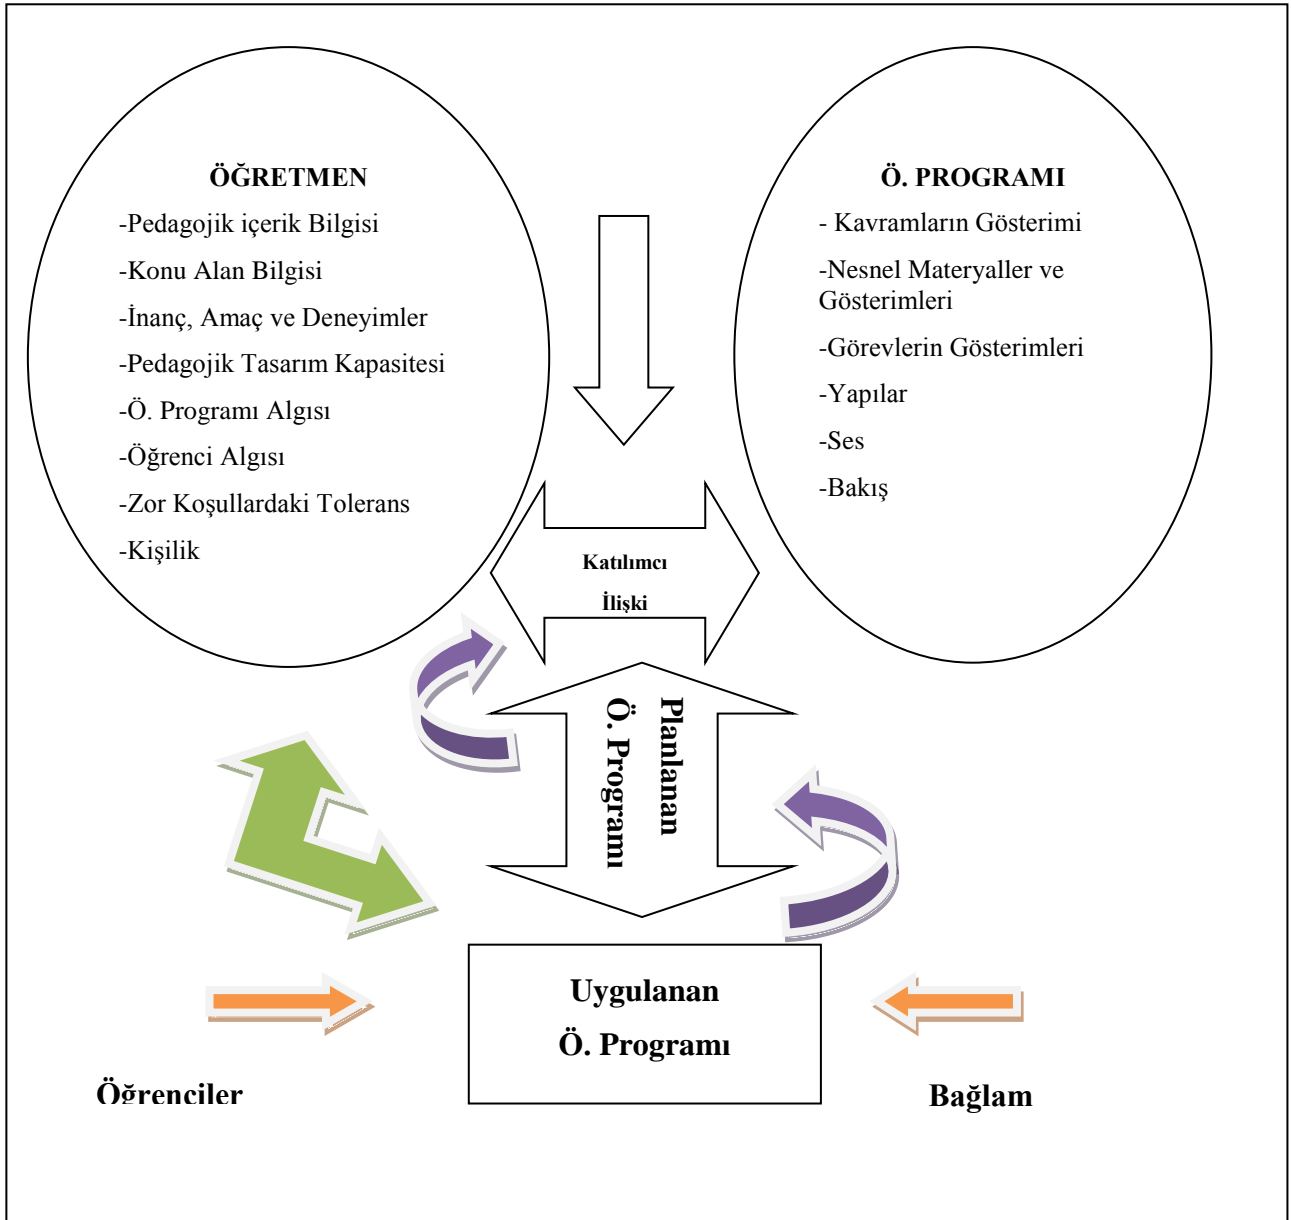 ÖĞRETMEN
-Pedagojik içerik Bilgisi
-Konu Alan Bilgisi
-İnanç, Amaç ve Deneyimler
-Pedagojik Tasarım Kapasitesi
-Ö. Programı Algısı
-Öğrenci Algısı
-Zor Koşullardaki Tolerans
-Kişilik
Ö. PROGRAMI
- Kavramların Gösterimi
-Nesnel Materyaller ve
Gösterimleri
-Görevlerin Gösterimleri
-Yapılar
-Ses
-Bakış
Katılımcı
İlişki
Planlanan
Ö. Programı
Uygulanan
Ö. Programı
Öğrenciler
Bağlam